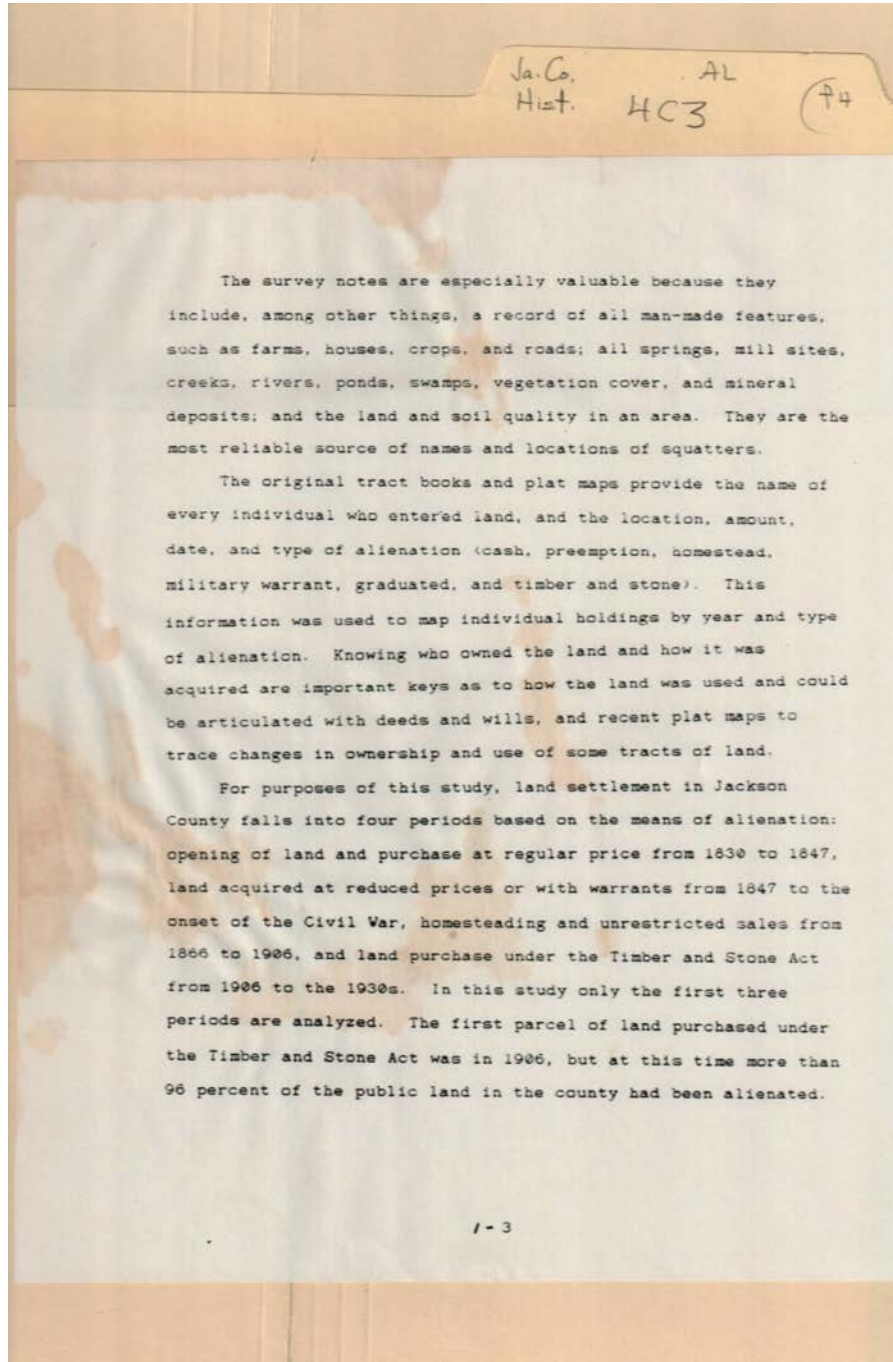 Ja. Co. AL
Hist. 4C3 P4
The survey notes are especially valuable because they
include, among other things, a record of all man-made features,
such as farms, houses, crops, and roads; all springs, mill sites,
creeks, rivers, ponds, swamps, vegetation cover, and mineral
deposits; and the land and soil quality in an area. They are the
most reliable source of names and locations of squatters.
The original tract books and plat maps provide the name of
every individual who entered land, and the location, amount,
date, and type of alienation (cash, preemption, homestead,
military warrant, graduated, and timber and stone). This
information was used to map individual holdings by year and type
of alienation. Knowing who owned the land and how it was
acquired are important keys as to how the land was used and could
be articulated with deeds and wills, and recent plat maps to
trace changes in ownership and use of some tracts of land.
For purposes of this study, land settlement in Jackson
County falls into four periods based on the means of alienation:
opening of land and purchase at regular price from 1830 to 1847,
land acquired at reduced prices or with warrants from 1847 to the
onset of the Civil War, homesteading and unrestricted sales from
1866 to 1906, and land purchase under the Timber and Stone Act
from 1906 to the 1930s. In this study only the first three
periods are analyzed. The first parcel of land purchased under
the Timber and Stone Act was in 1906, but at this time more than
96 percent of the public land in the county had been alienated.
1 - 3